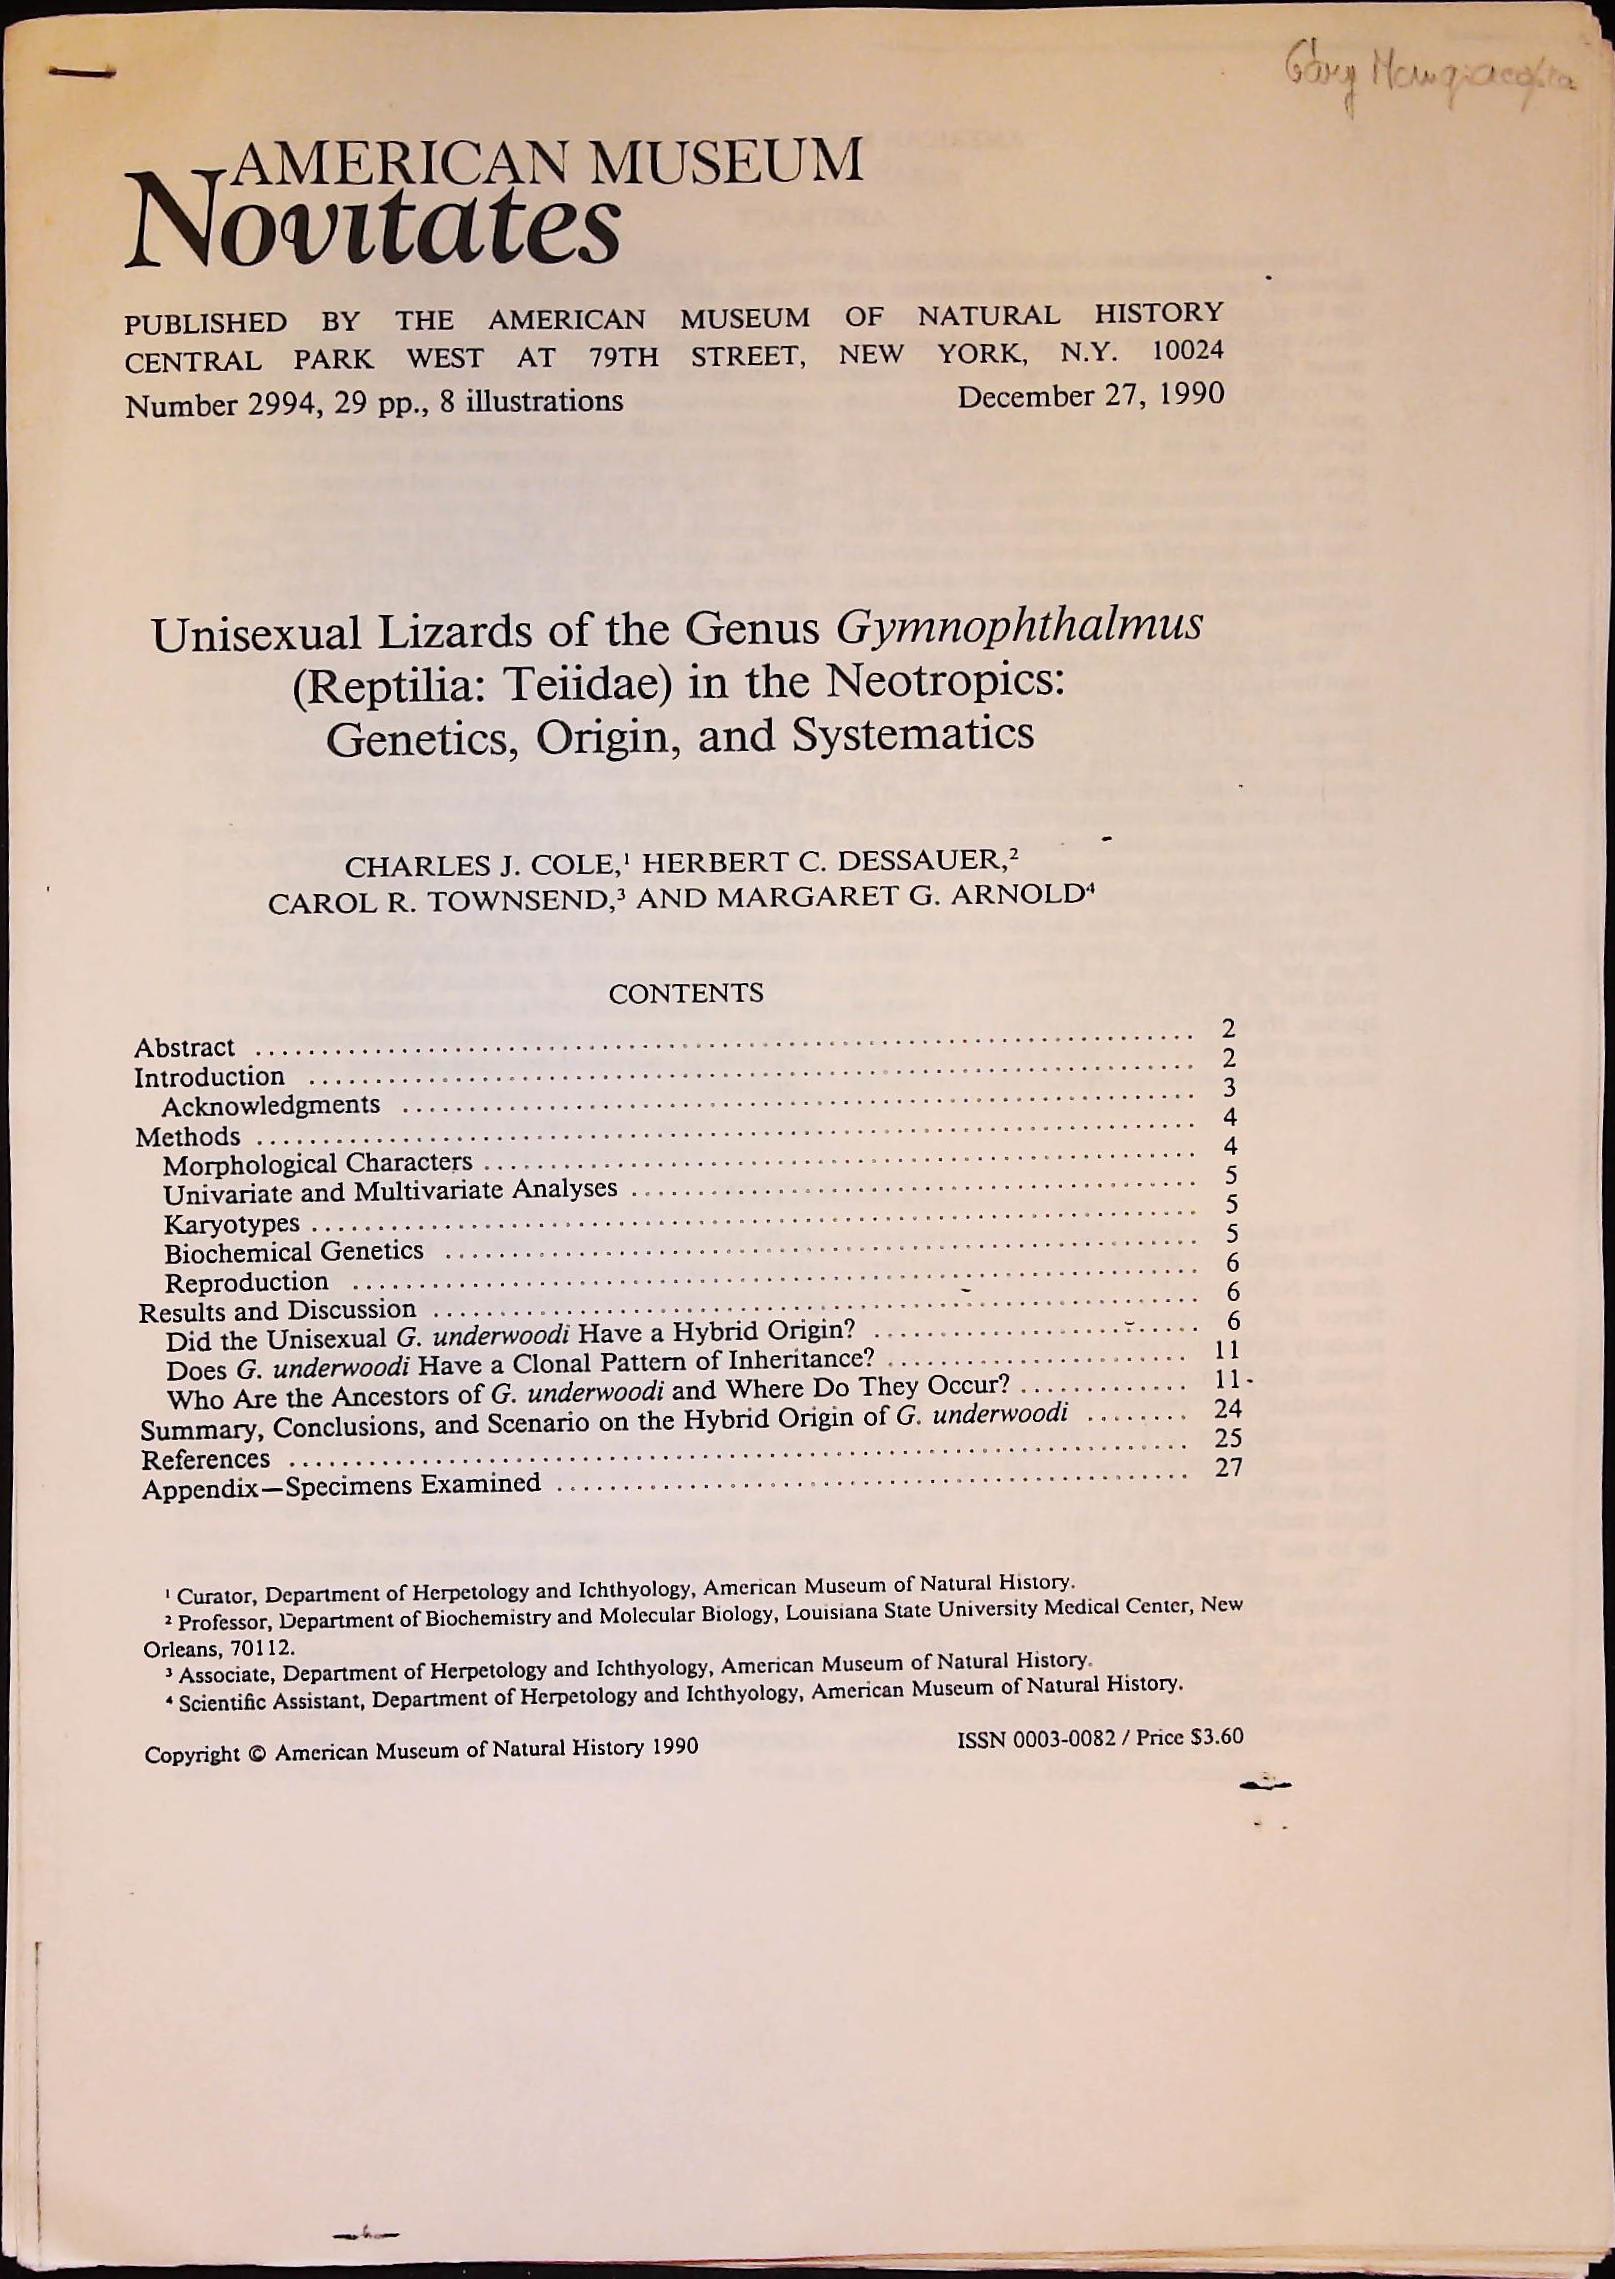 Gary Mangiacopra
AMERICAN MUSEUM
Novitates
PUBLISHED BY THE AMERICAN MUSEUM OF NATURAL HISTORY
CENTRAL PARK WEST AT 79TH STREET, NEW YORK, N.Y. 10024
Number 2994, 29 pp., 8 illustrations December 27, 1990
Unisexual Lizards of the Genus Gymnophthalmus
(Reptilia: Teiidae) in the Neotropics:
Genetics, Origin, and Systematics
CHARLES J. COLE,¹ HERBERT C. DESSAUER,²
CAROL R. TOWNSEND,³ AND MARGARET G. ARNOLD⁴
CONTENTS
Abstract ........ 2
Introduction ........ 2
Acknowledgments ........ 3
Methods ........ 4
Morphological Characters ........ 4
Univariate and Multivariate Analyses ........ 5
Karyotypes ........ 5
Biochemical Genetics ........ 5
Reproduction ........ 6
Results and Discussion ........ 6
Did the Unisexual G. underwoodi Have a Hybrid Origin? ........ 6
Does G. underwoodi Have a Clonal Pattern of Inheritance? ........ 11
Who Are the Ancestors of G. underwoodi and Where Do They Occur? ........ 11
Summary, Conclusions, and Scenario on the Hybrid Origin of G. underwoodi ........ 24
References ........ 25
Appendix—Specimens Examined ........ 27
¹ Curator, Department of Herpetology and Ichthyology, American Museum of Natural History.
² Professor, Department of Biochemistry and Molecular Biology, Louisiana State University Medical Center, New
Orleans, 70112.
³ Associate, Department of Herpetology and Ichthyology, American Museum of Natural History.
⁴ Scientific Assistant, Department of Herpetology and Ichthyology, American Museum of Natural History.
Copyright © American Museum of Natural History 1990 ISSN 0003-0082 / Price $3.60